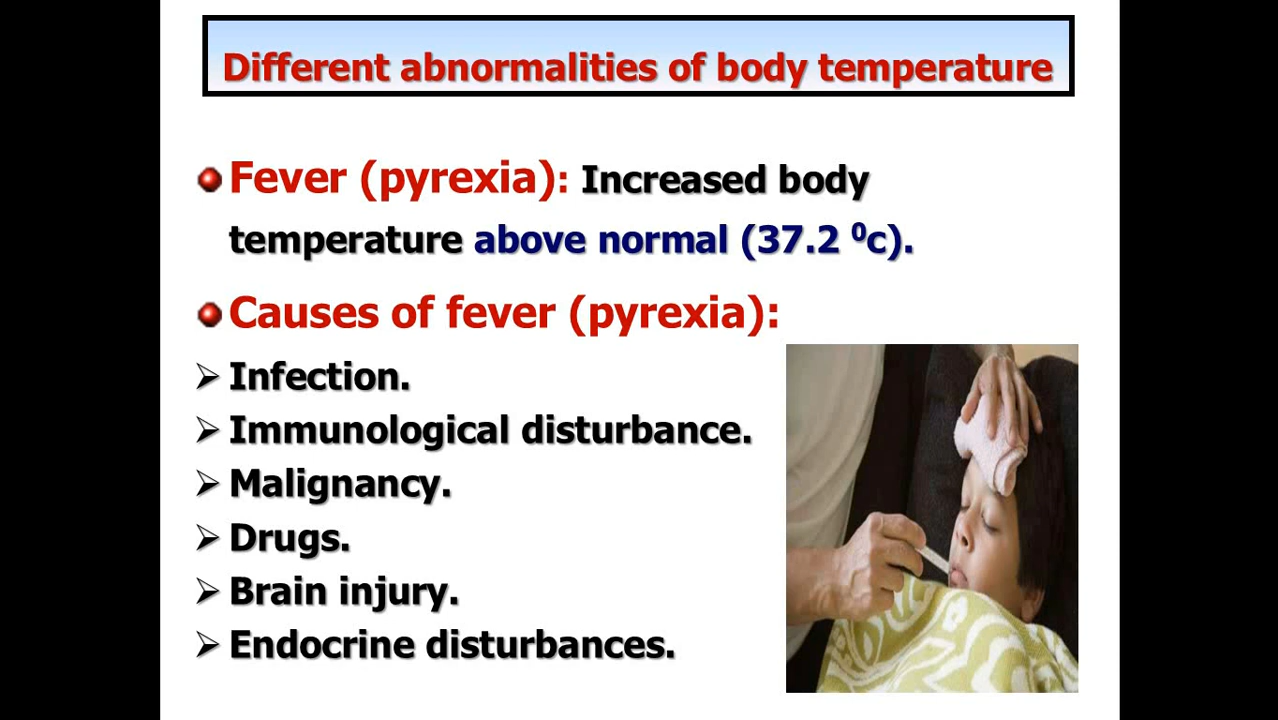 Different abnormalities of body temperature
Fever (pyrexia): Increased body
temperature above normal (37.2 ⁰c).
Causes of fever (pyrexia):
Infection.
Immunological disturbance.
Malignancy.
Drugs.
Brain injury.
Endocrine disturbances.